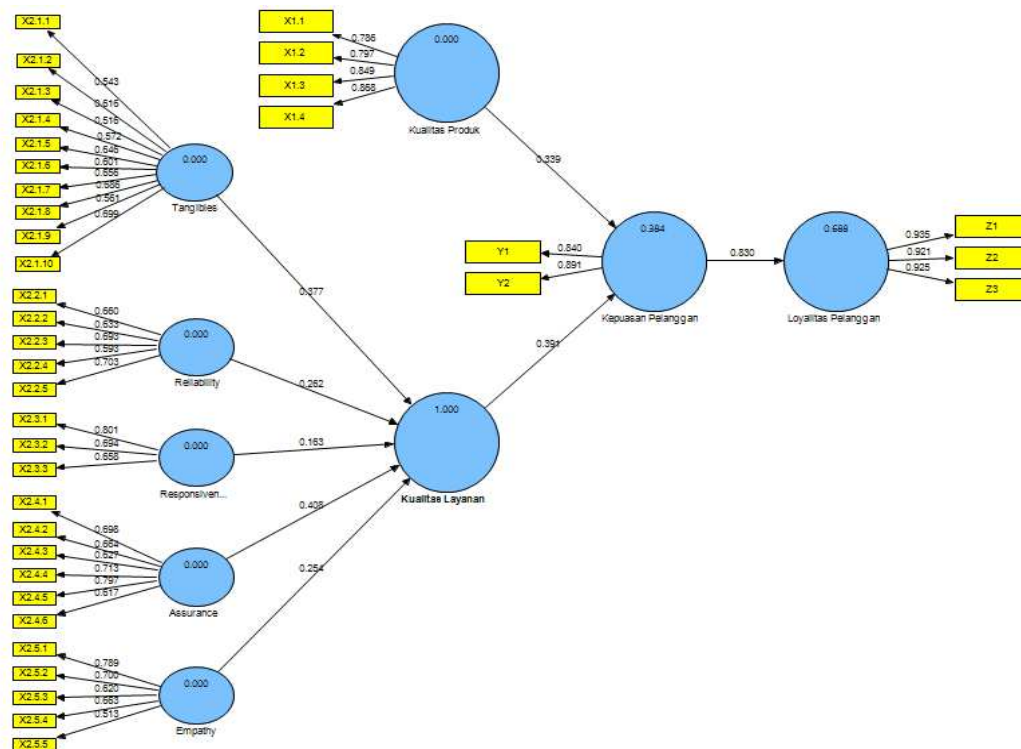 X2.1.1
X2.1.2
X2.1.3
X2.1.4
X2.1.5
X2.1.6
X2.1.7
X2.1.8
X2.1.9
X2.1.10
0.543
0.516
0.572
0.646
0.601
0.656
0.686
0.561
0.699
0.000
Tangibles
X1.1
X1.2
X1.3
X1.4
0.786
0.797
0.849
0.868
0.000
Kualitas Produk
0.339
X2.2.1
X2.2.2
X2.2.3
X2.2.4
X2.2.5
0.660
0.633
0.693
0.593
0.703
0.000
Reliability
X2.3.1
X2.3.2
X2.3.3
0.801
0.694
0.658
0.000
Responsiven...
X2.4.1
X2.4.2
X2.4.3
X2.4.4
X2.4.5
X2.4.6
0.698
0.664
0.713
0.797
0.000
Assurance
X2.5.1
X2.5.2
X2.5.3
X2.5.4
X2.5.5
0.789
0.700
0.620
0.663
0.513
0.000
Empathy
0.377
0.262
0.163
0.408
0.254
1.000
Kualitas Layanan
0.391
Y1
Y2
0.840
0.891
0.384
Kepuasan Pelanggan
0.830
Loyalitas Pelanggan
0.935
0.921
0.925
Z1
Z2
Z3